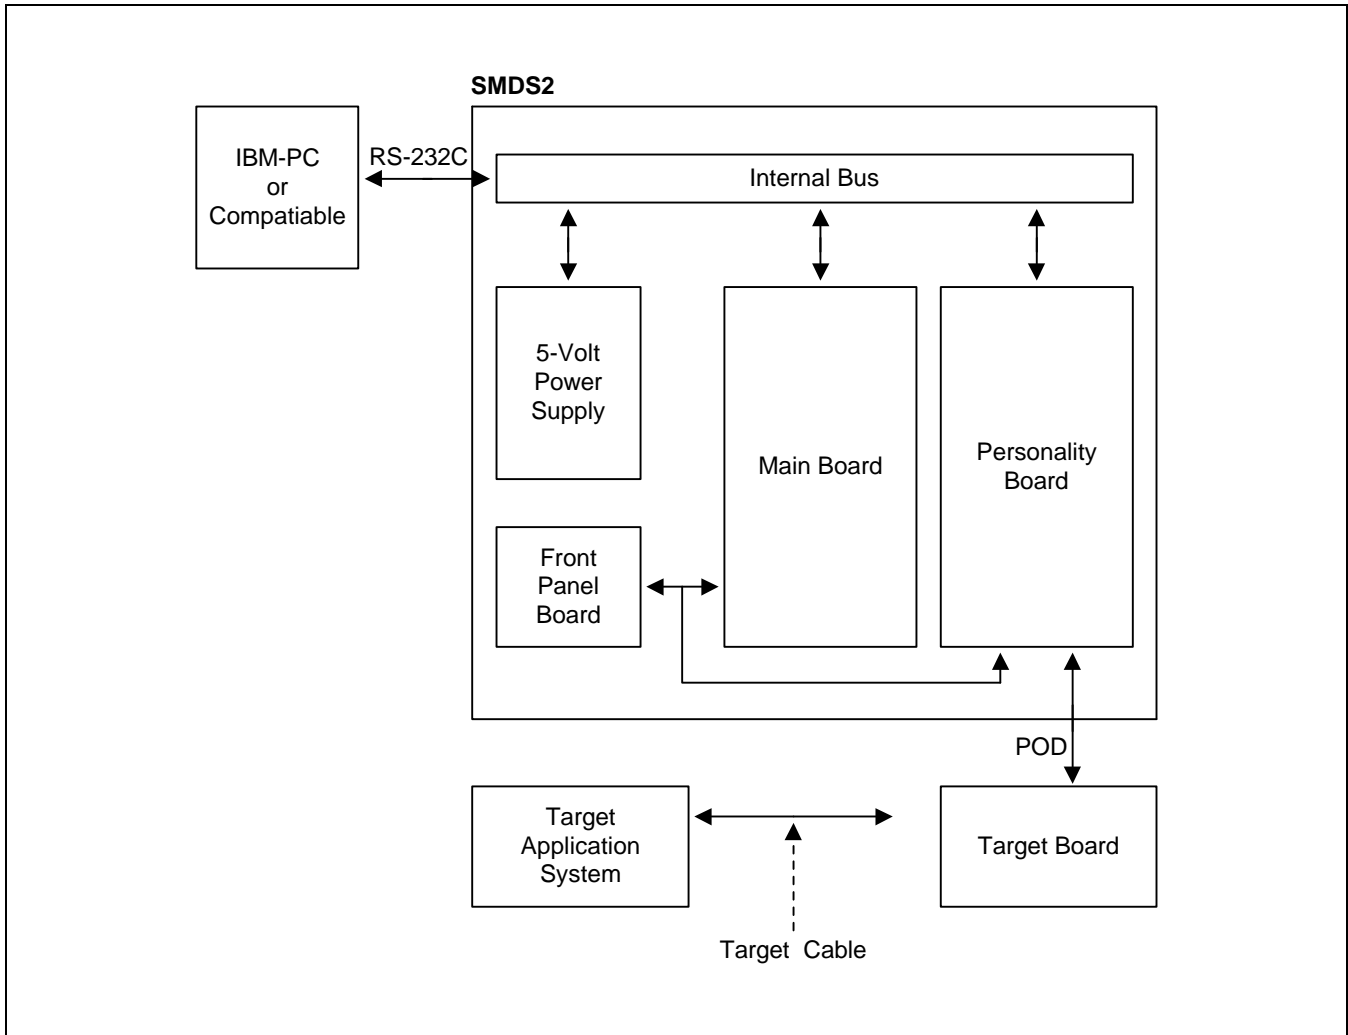 SMDS2
IBM-PC
or
Compatiable
RS-232C
Internal Bus
5-Volt
Power
Supply
Main Board
Personality
Board
Front
Panel
Board
POD
Target
Application
System
Target Board
Target Cable